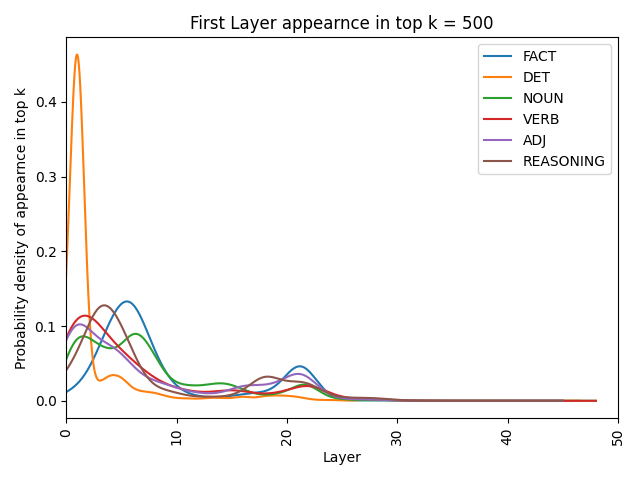 First Layer appearnce in top k = 500
Probability density of appearnce in top k
0.4
0.3
0.2
0.1
0.0
FACT
DET
NOUN
VERB
ADJ
REASONING
0
10
20
30
40
50
Layer